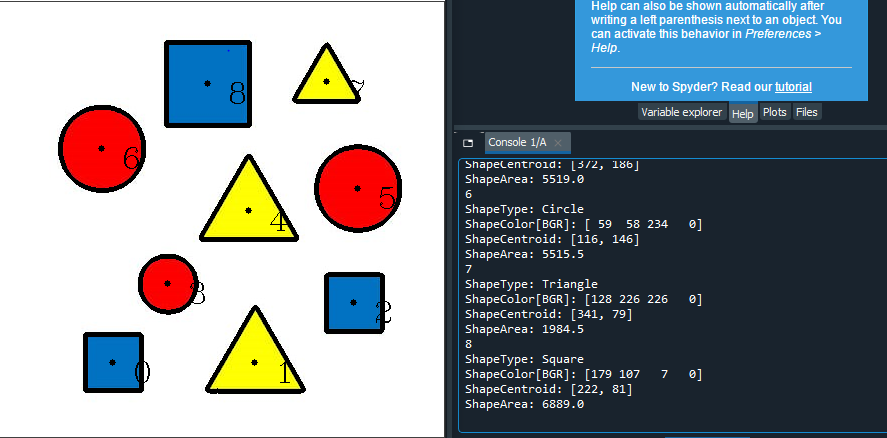 8
7
6
5
4
3
2
0
1
Help can also be shown automatically after
writing a left parenthesis next to an object. You
can activate this behavior in Preferences >
Help.
New to Spyder? Read our tutorial
Variable explorer Help Plots Files
Console 1/A
ShapeCentroid: [372, 186]
ShapeArea: 5519.0
6
ShapeType: Circle
ShapeColor[BGR]: [ 59  58 234   0]
ShapeCentroid: [116, 146]
ShapeArea: 5515.5
7
ShapeType: Triangle
ShapeColor[BGR]: [128 226 226   0]
ShapeCentroid: [341, 79]
ShapeArea: 1984.5
8
ShapeType: Square
ShapeColor[BGR]: [179 107   7   0]
ShapeCentroid: [222, 81]
ShapeArea: 6889.0